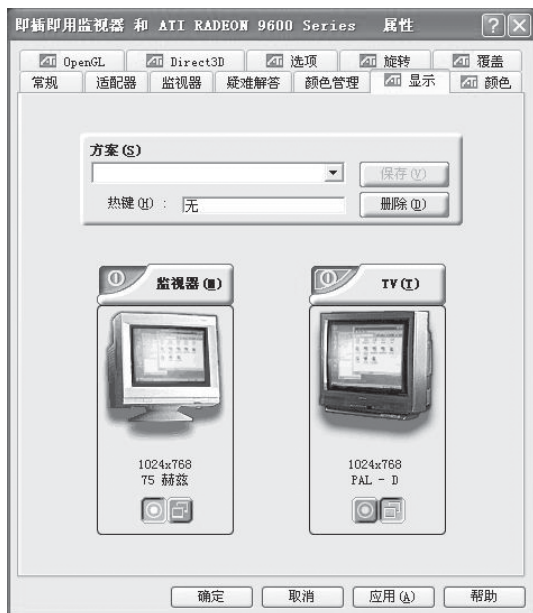 即插即用监视器 和 ATI RADEON 9600 Series 属性
OpenGL Direct3D 选项 旋转 覆盖
常规 适配器 监视器 疑难解答 颜色管理 显示 颜色
方案(S)
保存(V)
热键(H) : 无 删除(D)
监视器(M) TV(T)
1024x768 1024x768
75 赫兹 PAL - D
确定 取消 应用(A) 帮助